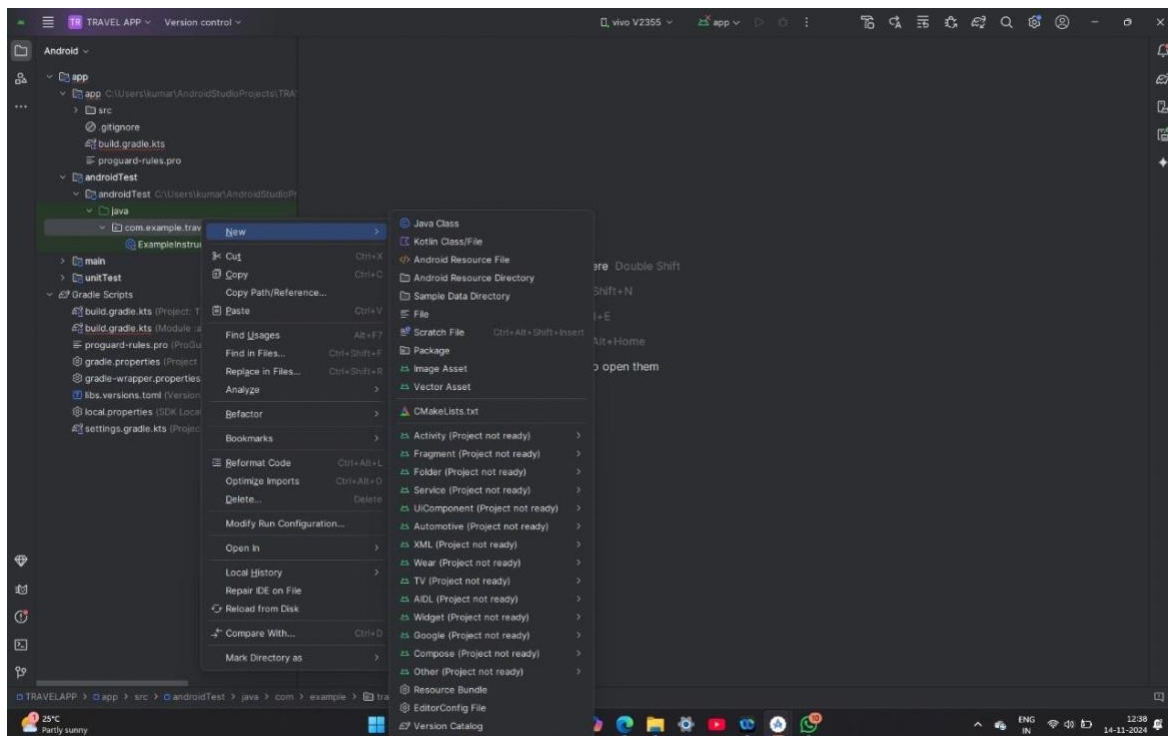 TR TRAVEL APP Version control vivo V2355 app
Android
app
app C:\Users\kumar\AndroidStudioProjects\TRA
src
.gitignore
build.gradle.kts
proguard-rules.pro
androidTest
androidTest C:\Users\kumar\AndroidStudioPr
java
com.example.trav
ExampleInstru
main
unitTest
Gradle Scripts
build.gradle.kts (Project: T
build.gradle.kts (Module :a
proguard-rules.pro (ProGu
gradle.properties (Project
gradle-wrapper.properties
libs.versions.toml (Version
local.properties (SDK Loca
settings.gradle.kts (Projec
New
Cut Ctrl+X
Copy Ctrl+C
Copy Path/Reference...
Paste Ctrl+V
Find Usages Alt+F7
Find in Files... Ctrl+Shift+F
Replace in Files... Ctrl+Shift+R
Analyze
Refactor
Bookmarks
Reformat Code Ctrl+Alt+L
Optimize Imports Ctrl+Alt+O
Delete... Delete
Modify Run Configuration...
Open In
Local History
Repair IDE on File
Reload from Disk
Compare With... Ctrl+D
Mark Directory as
Java Class
Kotlin Class/File
Android Resource File
Android Resource Directory
Sample Data Directory
File
Scratch File Ctrl+Alt+Shift+Insert
Package
Image Asset
Vector Asset
CMakeLists.txt
Activity (Project not ready)
Fragment (Project not ready)
Folder (Project not ready)
Service (Project not ready)
UiComponent (Project not ready)
Automotive (Project not ready)
XML (Project not ready)
Wear (Project not ready)
TV (Project not ready)
AIDL (Project not ready)
Widget (Project not ready)
Google (Project not ready)
Compose (Project not ready)
Other (Project not ready)
Resource Bundle
EditorConfig File
Version Catalog
ere Double Shift
Shift+N
l+E
Alt+Home
o open them
TRAVELAPP > app > src > androidTest > java > com > example > tra
25°C
Partly sunny
ENG
IN
12:38
14-11-2024